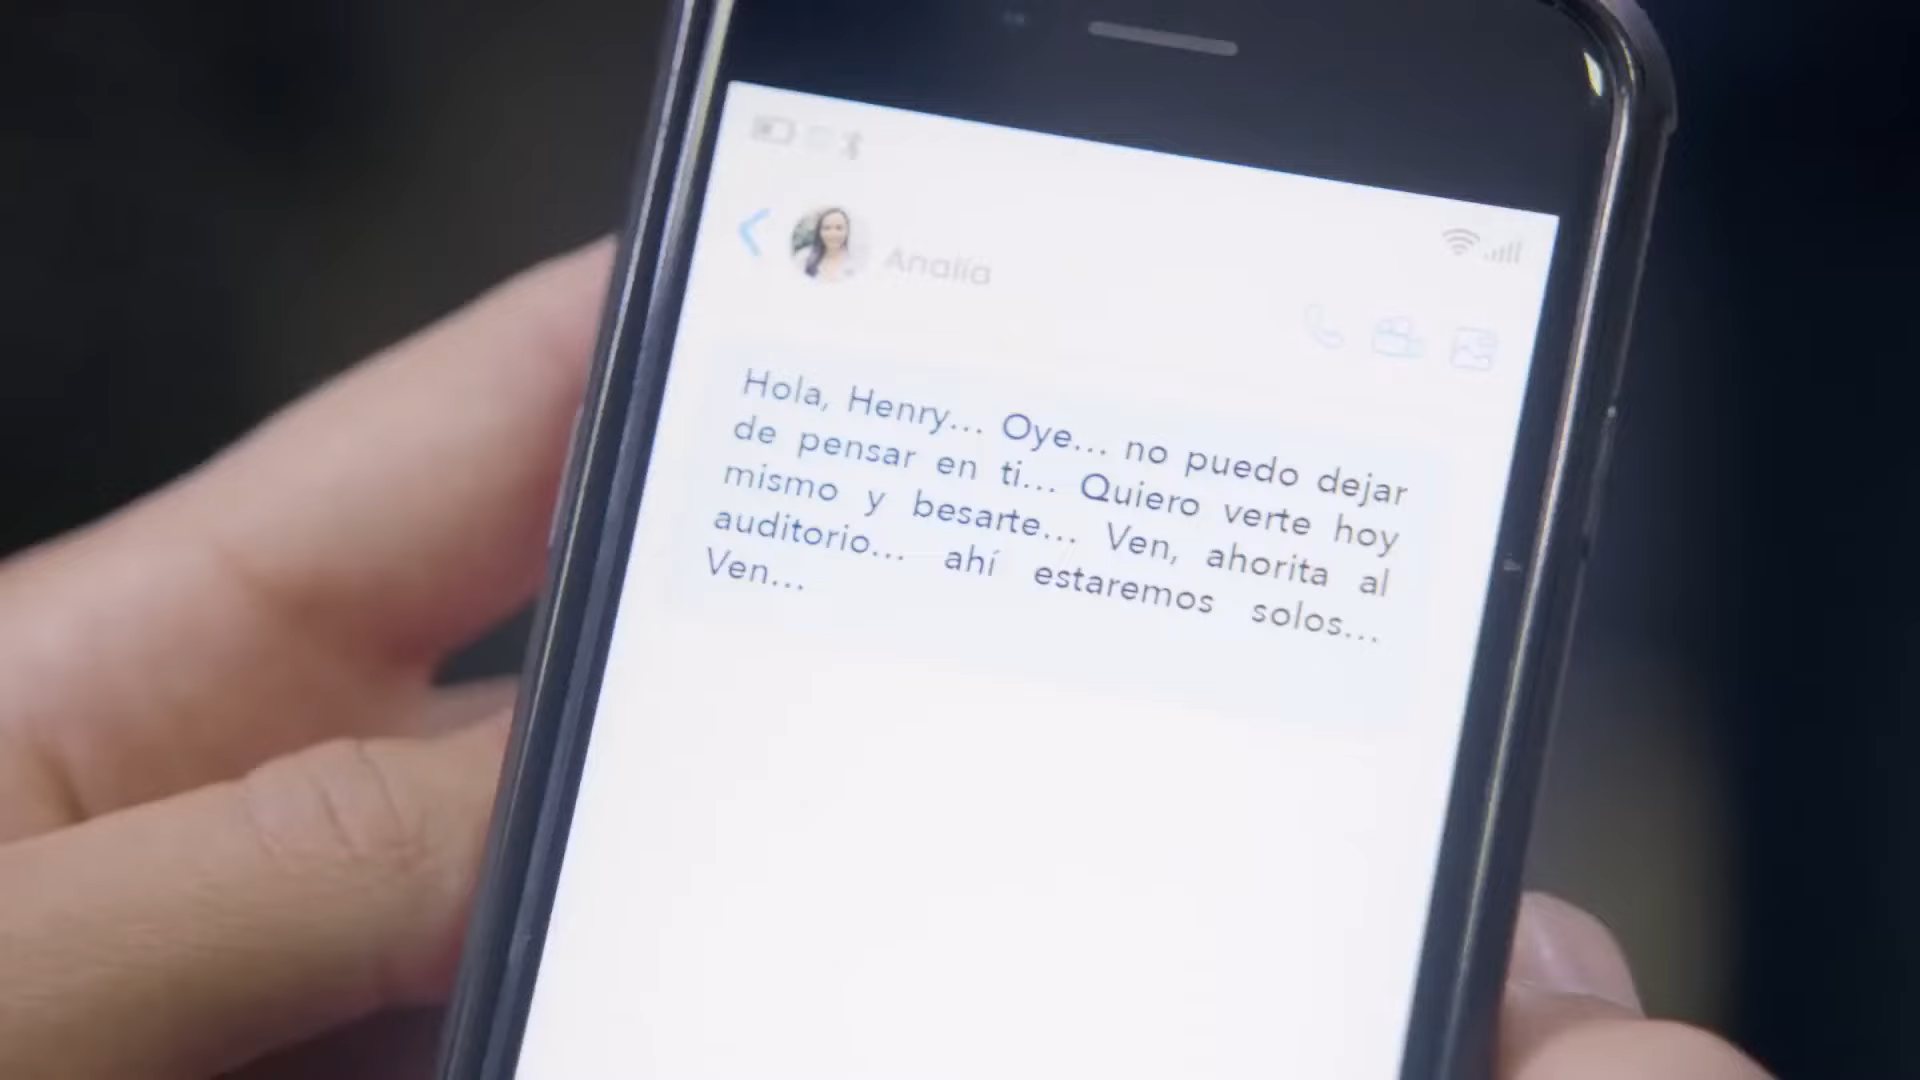 Analía
Hola, Henry... Oye... no puedo dejar
de pensar en ti... Quiero verte hoy
mismo y besarte... Ven, ahorita al
auditorio... ahí estaremos solos...
Ven...